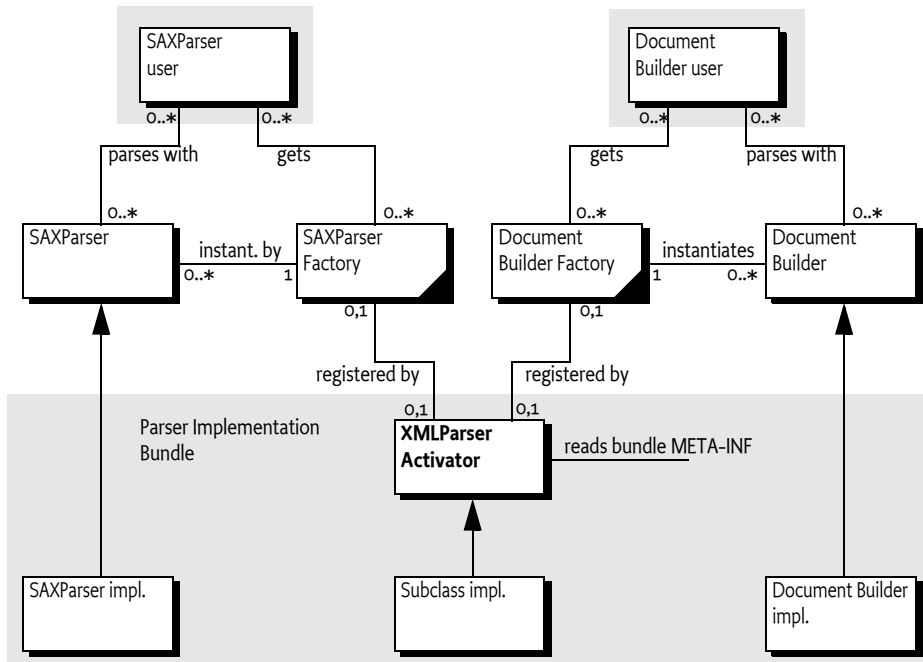 SAXParser
user
Document
Builder user
0..*
0..*
0..*
0..*
parses with
gets
gets
parses with
0..*
0..*
0..*
0..*
SAXParser
instant. by
SAXParser
Factory
Document
Builder Factory
instantiates
Document
Builder
0..*
1
1
0..*
0,1
0,1
registered by
registered by
0,1
0,1
Parser Implementation
Bundle
XMLParser
Activator
reads bundle META-INF
SAXParser impl.
Subclass impl.
Document Builder
impl.